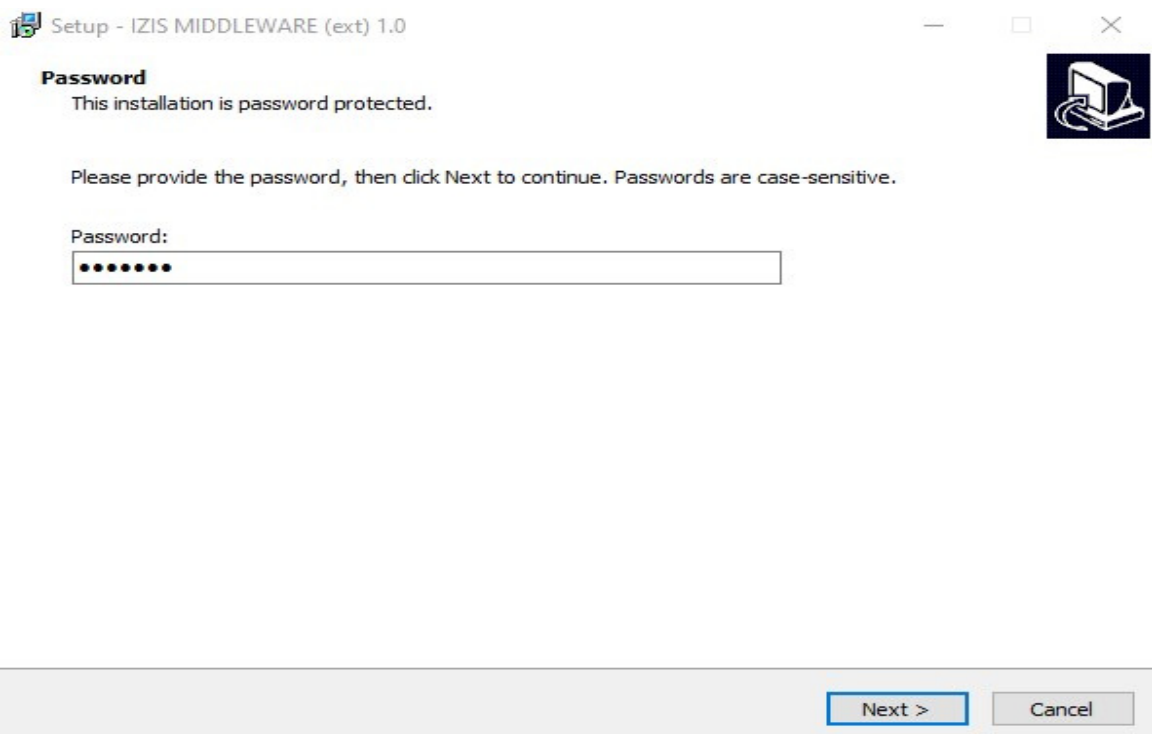 Setup - IZIS MIDDLEWARE (ext) 1.0
Password
This installation is password protected.
Please provide the password, then click Next to continue. Passwords are case-sensitive.
Password:
•••••••
Next >
Cancel